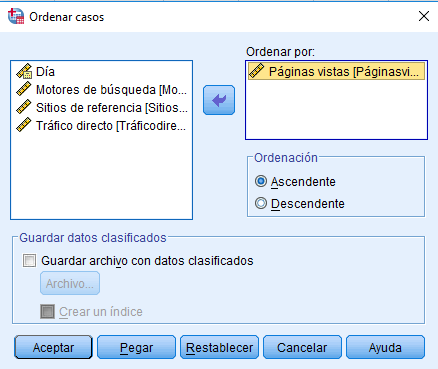 Ordenar casos
Ordenar por:
Día
Motores de búsqueda [Mo...
Sitios de referencia [Sitios...
Tráfico directo [Tráficodire...
Páginas vistas [Páginasvi...
Ordenación
Ascendente
Descendente
Guardar datos clasificados
Guardar archivo con datos clasificados
Archivo...
Crear un índice
Aceptar
Pegar
Restablecer
Cancelar
Ayuda